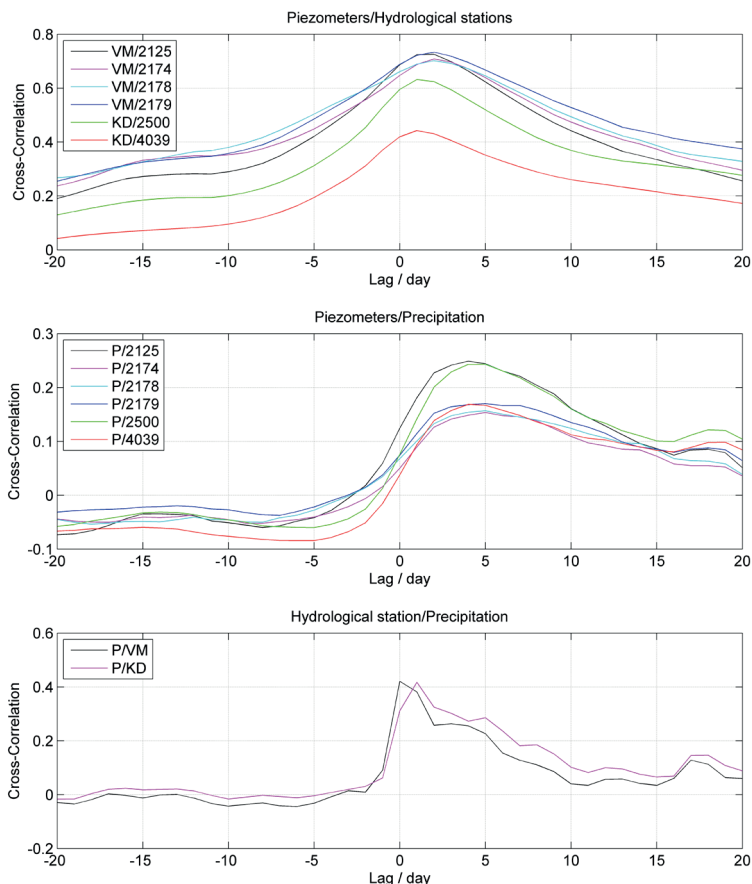 Piezometers/Hydrological stations
0.8
0.6
0.4
0.2
0
Cross-Correlation
VM/2125
VM/2174
VM/2178
VM/2179
KD/2500
KD/4039
-20 -15 -10 -5 0 5 10 15 20
Lag / day
Piezometers/Precipitation
0.3
0.2
0.1
0
-0.1
Cross-Correlation
P/2125
P/2174
P/2178
P/2179
P/2500
P/4039
-20 -15 -10 -5 0 5 10 15 20
Lag / day
Hydrological station/Precipitation
0.6
0.4
0.2
0
-0.2
Cross-Correlation
P/VM
P/KD
-20 -15 -10 -5 0 5 10 15 20
Lag / day